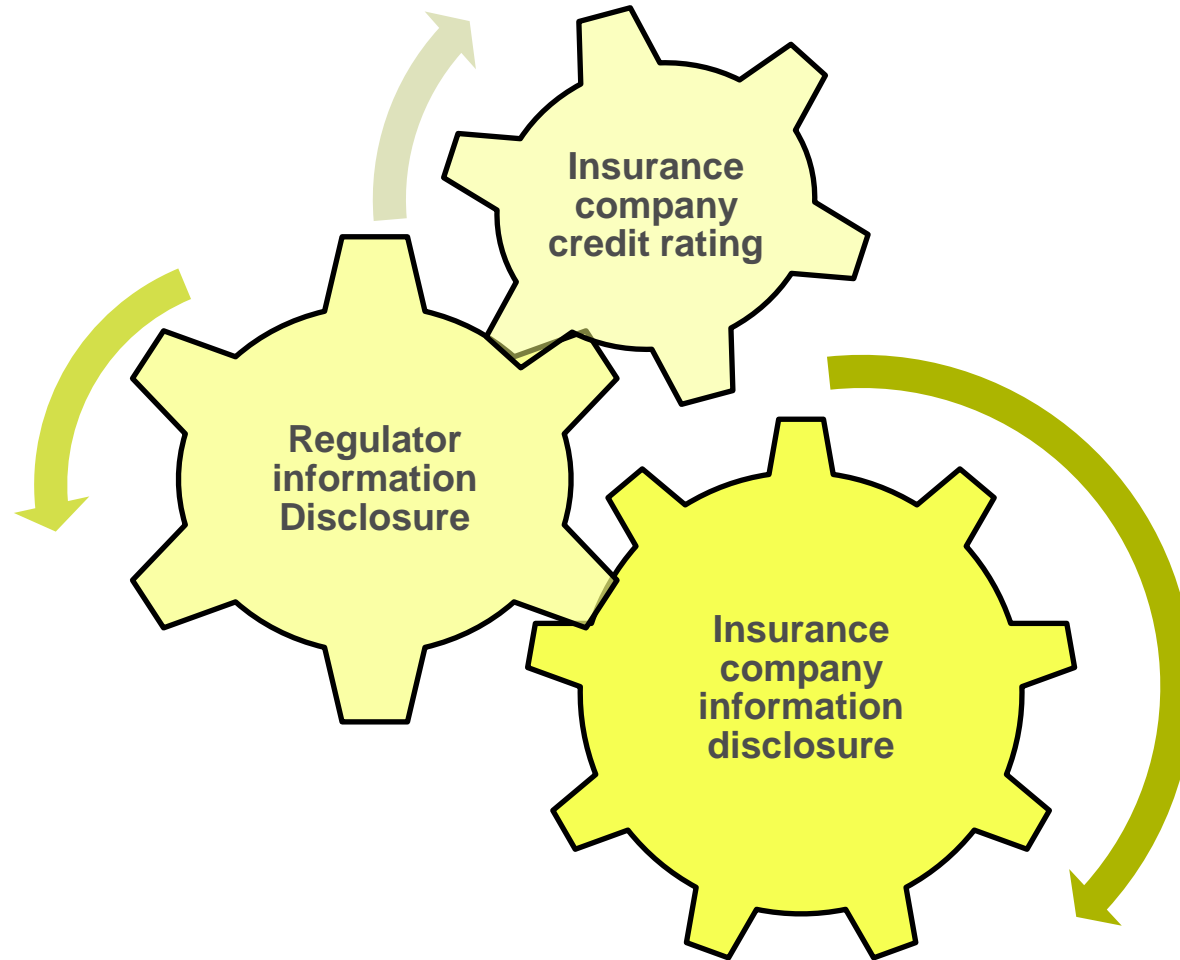 Insurance
company
credit rating
Regulator
information
Disclosure
Insurance
company
information
disclosure